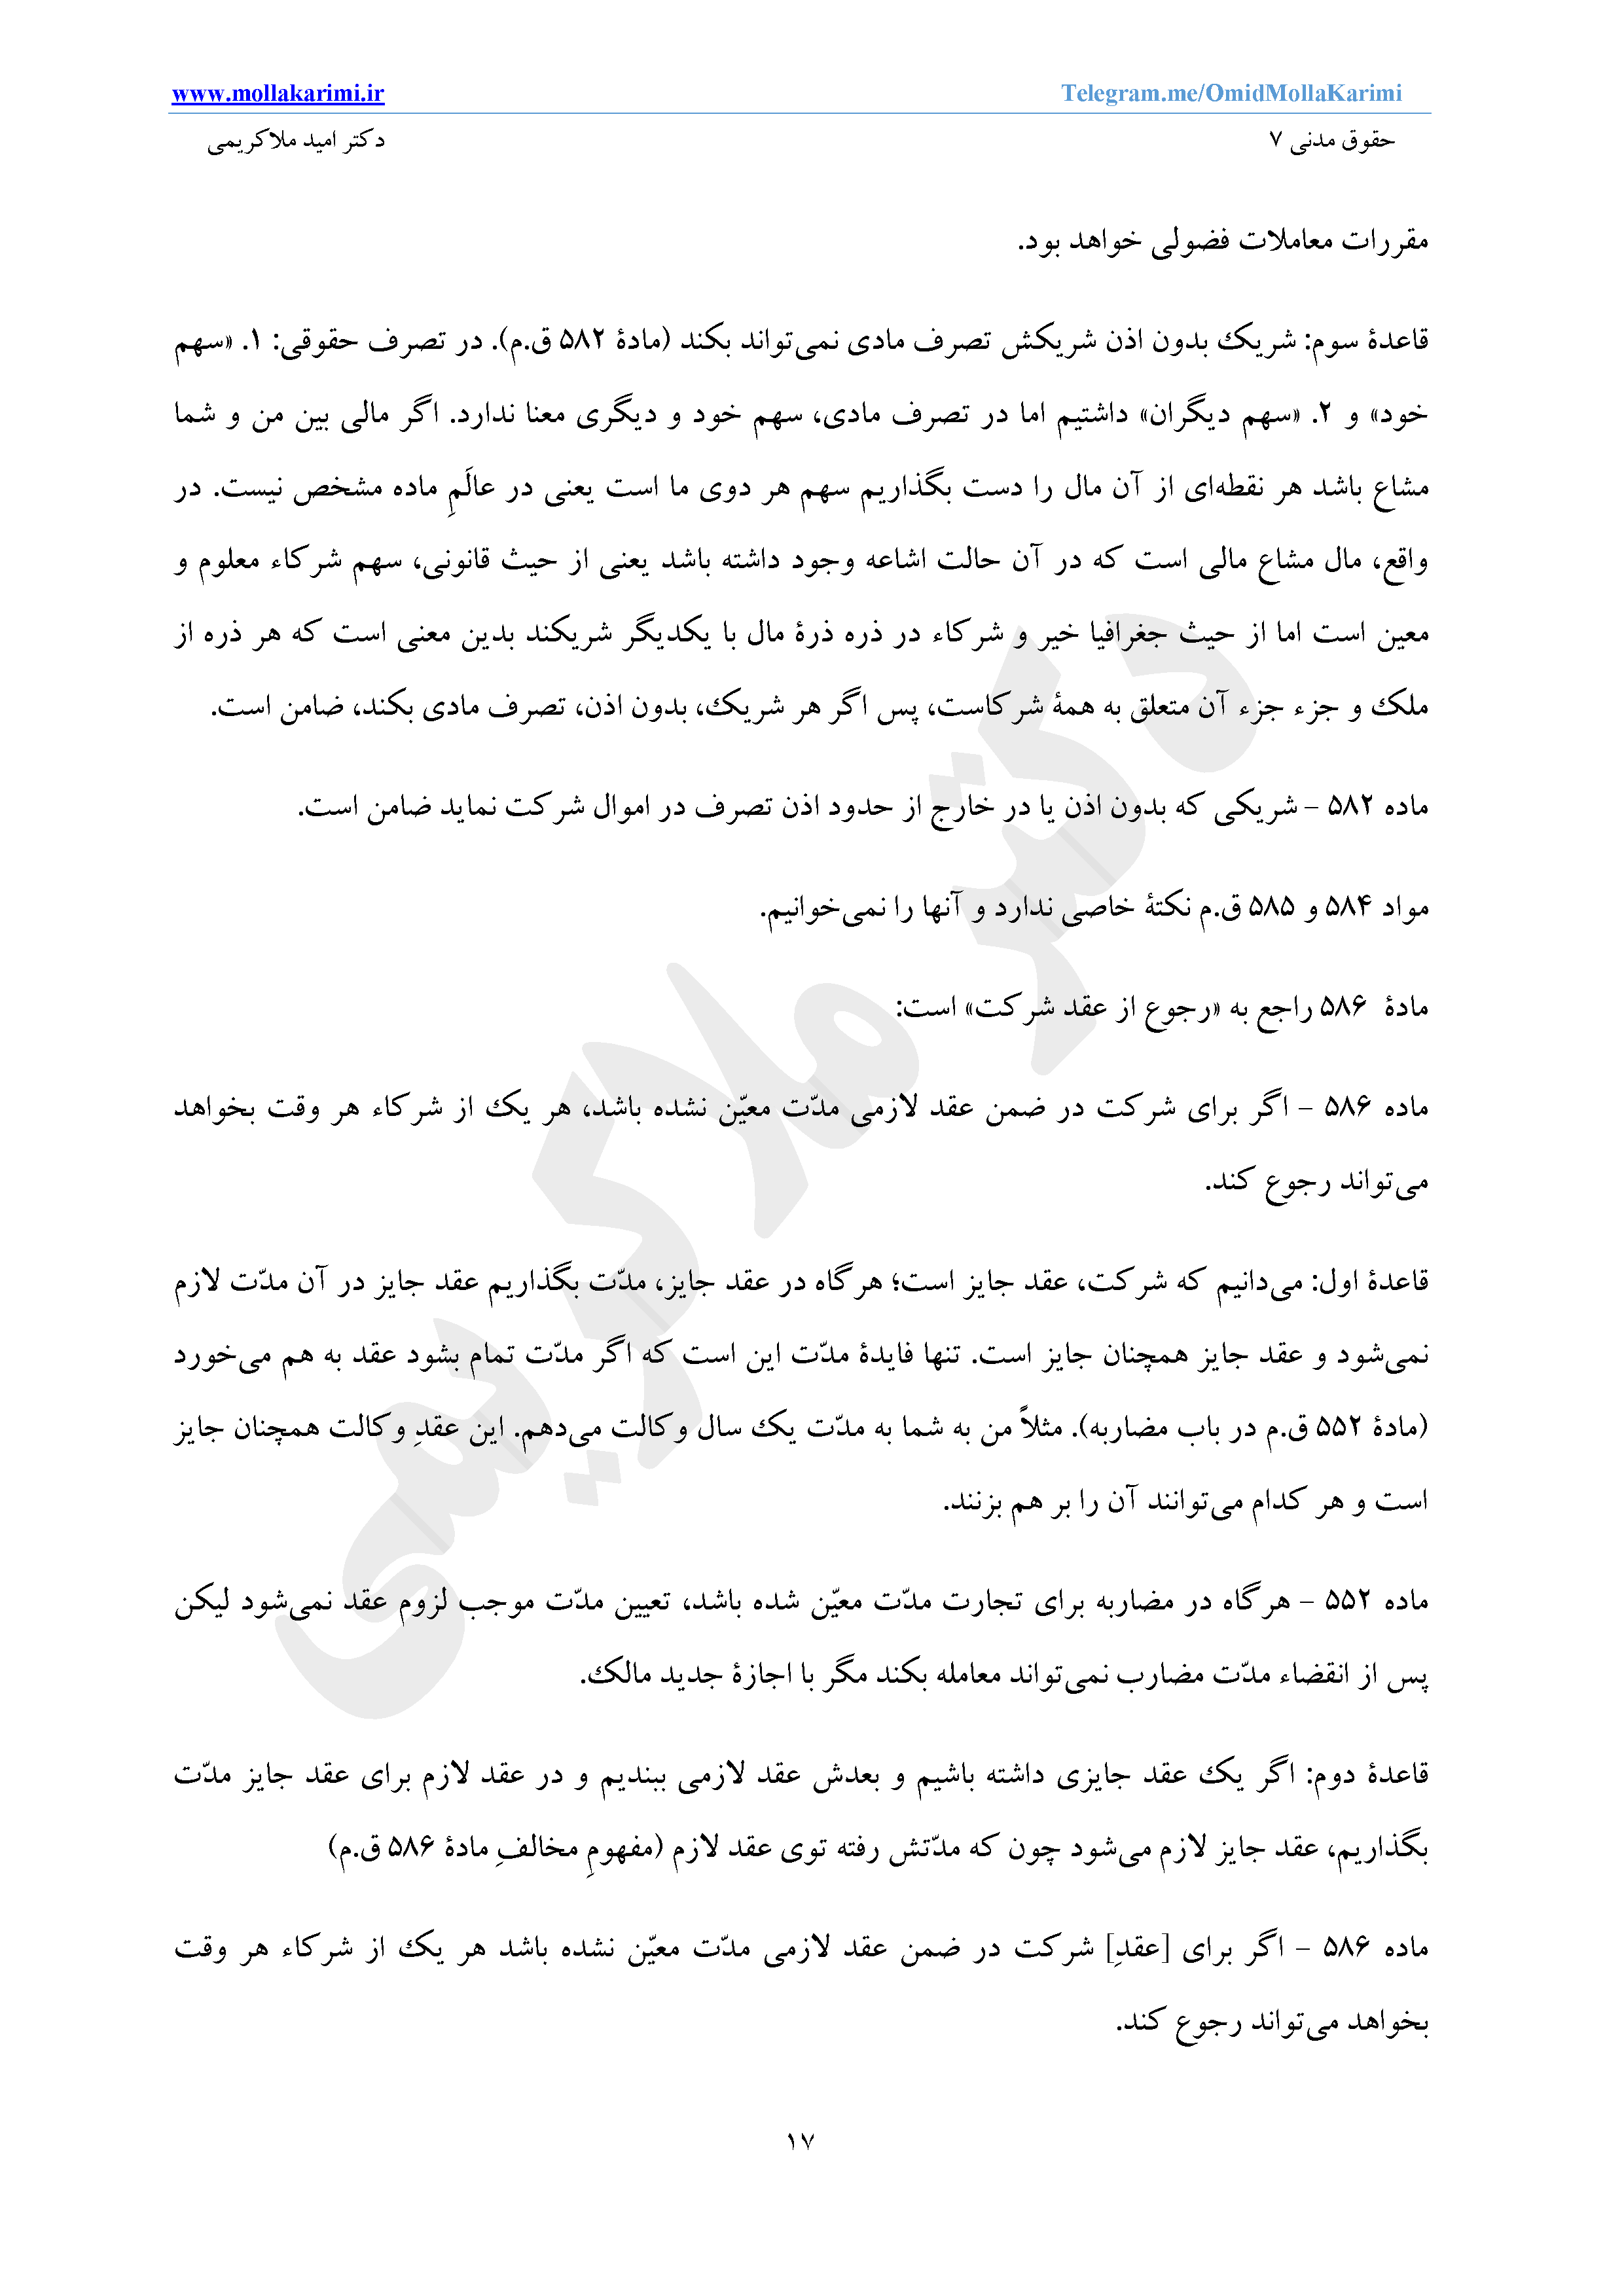 Telegram.me/OmidMollaKarimi www.mollakarimi.ir
حقوق مدنی ۷ دکتر امید ملاکریمی
مقررات معاملات فضولی خواهد بود.
قاعدهٔ سوم: شریک بدون اذن شریکش تصرف مادی نمی‌تواند بکند (مادهٔ ۵۸۲ ق.م). در تصرف حقوقی: ۱. «سهم
خود» و ۲. «سهم دیگران» داشتیم اما در تصرف مادی، سهم خود و دیگری معنا ندارد. اگر مالی بین من و شما
مشاع باشد هر نقطه‌ای از آن مال را دست بگذاریم سهم هر دوی ما است یعنی در عالَمِ ماده مشخص نیست. در
واقع، مال مشاع مالی است که در آن حالت اشاعه وجود داشته باشد یعنی از حیث قانونی، سهم شرکاء معلوم و
معین است اما از حیث جغرافیا خیر و شرکاء در ذره ذرهٔ مال با یکدیگر شریکند بدین معنی است که هر ذره از
ملک و جزء جزء آن متعلق به همهٔ شرکاست، پس اگر هر شریک، بدون اذن، تصرف مادی بکند، ضامن است.
ماده ۵۸۲ – شریکی که بدون اذن یا در خارج از حدود اذن تصرف در اموال شرکت نماید ضامن است.
مواد ۵۸۴ و ۵۸۵ ق.م نکتهٔ خاصی ندارد و آنها را نمی‌خوانیم.
مادهٔ ۵۸۶ راجع به «رجوع از عقد شرکت» است:
ماده ۵۸۶ – اگر برای شرکت در ضمن عقد لازمی مدّت معیّن نشده باشد، هر یک از شرکاء هر وقت بخواهد
می‌تواند رجوع کند.
قاعدهٔ اول: می‌دانیم که شرکت، عقد جایز است؛ هرگاه در عقد جایز، مدّت بگذاریم عقد جایز در آن مدّت لازم
نمی‌شود و عقد جایز همچنان جایز است. تنها فایدهٔ مدّت این است که اگر مدّت تمام بشود عقد به هم می‌خورد
(مادهٔ ۵۵۲ ق.م در باب مضاربه). مثلاً من به شما به مدّت یک سال وکالت می‌دهم. این عقدِ وکالت همچنان جایز
است و هر کدام می‌توانند آن را بر هم بزنند.
ماده ۵۵۲ – هرگاه در مضاربه برای تجارت مدّت معیّن شده باشد، تعیین مدّت موجب لزوم عقد نمی‌شود لیکن
پس از انقضاء مدّت مضارب نمی‌تواند معامله بکند مگر با اجازهٔ جدید مالک.
قاعدهٔ دوم: اگر یک عقد جایزی داشته باشیم و بعدش عقد لازمی ببندیم و در عقد لازم برای عقد جایز مدّت
بگذاریم، عقد جایز لازم می‌شود چون که مدّتش رفته توی عقد لازم (مفهومِ مخالفِ مادهٔ ۵۸۶ ق.م)
ماده ۵۸۶ – اگر برای [عقدِ] شرکت در ضمن عقد لازمی مدّت معیّن نشده باشد هر یک از شرکاء هر وقت
بخواهد می‌تواند رجوع کند.
۱۷
دکتر ملاکریمی